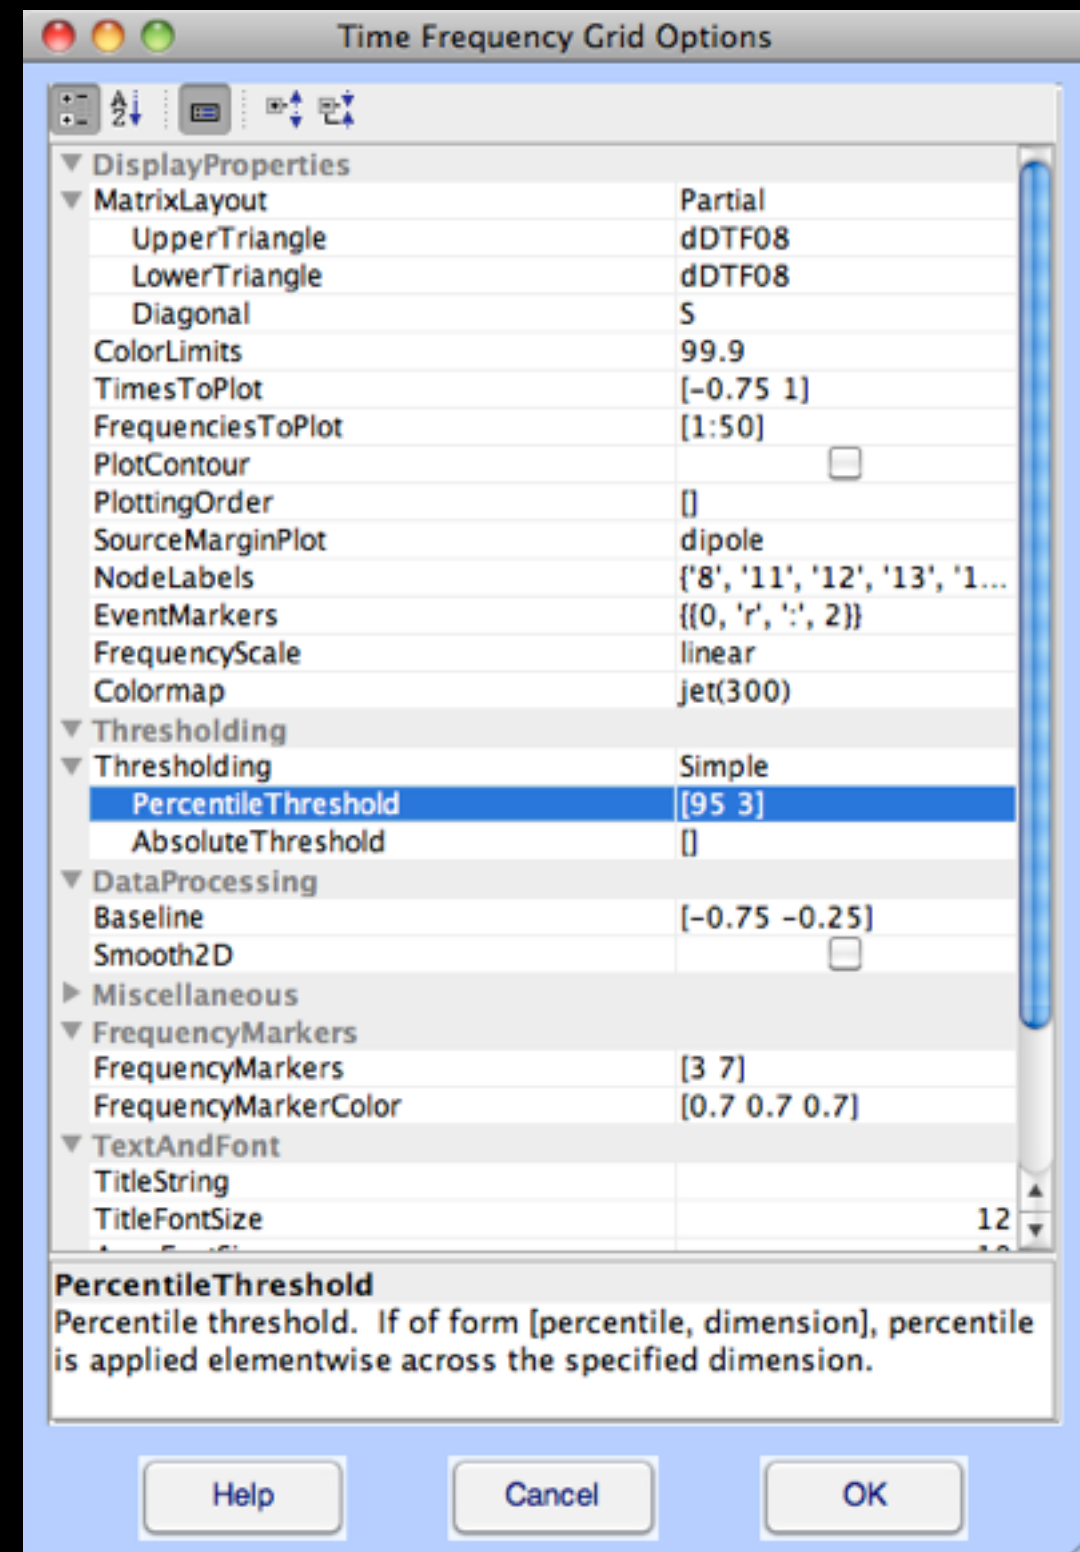 Time Frequency Grid Options
DisplayProperties
MatrixLayout Partial
UpperTriangle dDTF08
LowerTriangle dDTF08
Diagonal S
ColorLimits 99.9
TimesToPlot [-0.75 1]
FrequenciesToPlot [1:50]
PlotContour
PlottingOrder []
SourceMarginPlot dipole
NodeLabels {'8', '11', '12', '13', '1...
EventMarkers {{0, 'r', ':', 2}}
FrequencyScale linear
Colormap jet(300)
Thresholding
Thresholding Simple
PercentileThreshold [95 3]
AbsoluteThreshold []
DataProcessing
Baseline [-0.75 -0.25]
Smooth2D
Miscellaneous
FrequencyMarkers
FrequencyMarkers [3 7]
FrequencyMarkerColor [0.7 0.7 0.7]
TextAndFont
TitleString
TitleFontSize 12
PercentileThreshold
Percentile threshold. If of form [percentile, dimension], percentile
is applied elementwise across the specified dimension.
Help Cancel OK